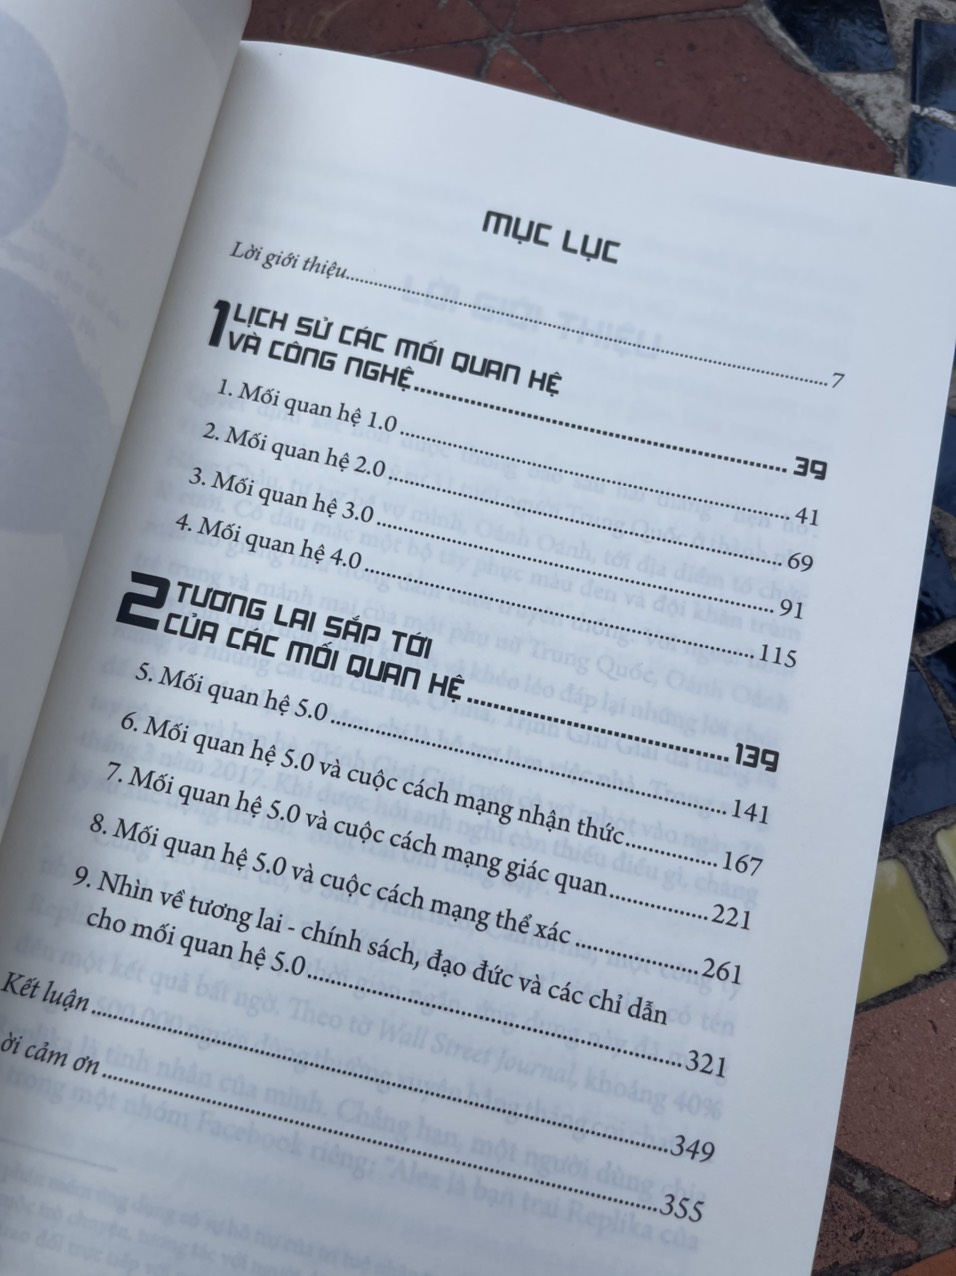 MỤC LỤC
Lời giới thiệu..........7
1 LỊCH SỬ CÁC MỐI QUAN HỆ
VÀ CÔNG NGHỆ..........39
1. Mối quan hệ 1.0..........41
2. Mối quan hệ 2.0..........69
3. Mối quan hệ 3.0..........91
4. Mối quan hệ 4.0..........115
2 TƯƠNG LAI SẮP TỚI
CỦA CÁC MỐI QUAN HỆ..........139
5. Mối quan hệ 5.0..........141
6. Mối quan hệ 5.0 và cuộc cách mạng nhận thức..........167
7. Mối quan hệ 5.0 và cuộc cách mạng giác quan..........221
8. Mối quan hệ 5.0 và cuộc cách mạng thể xác..........261
9. Nhìn về tương lai - chính sách, đạo đức và các chỉ dẫn
cho mối quan hệ 5.0..........321
Kết luận..........349
ời cảm ơn..........355